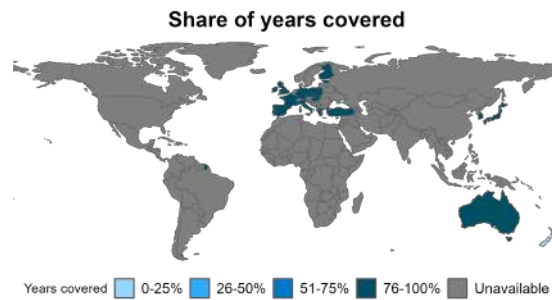 Share of years covered
Years covered 0-25% 26-50% 51-75% 76-100% Unavailable